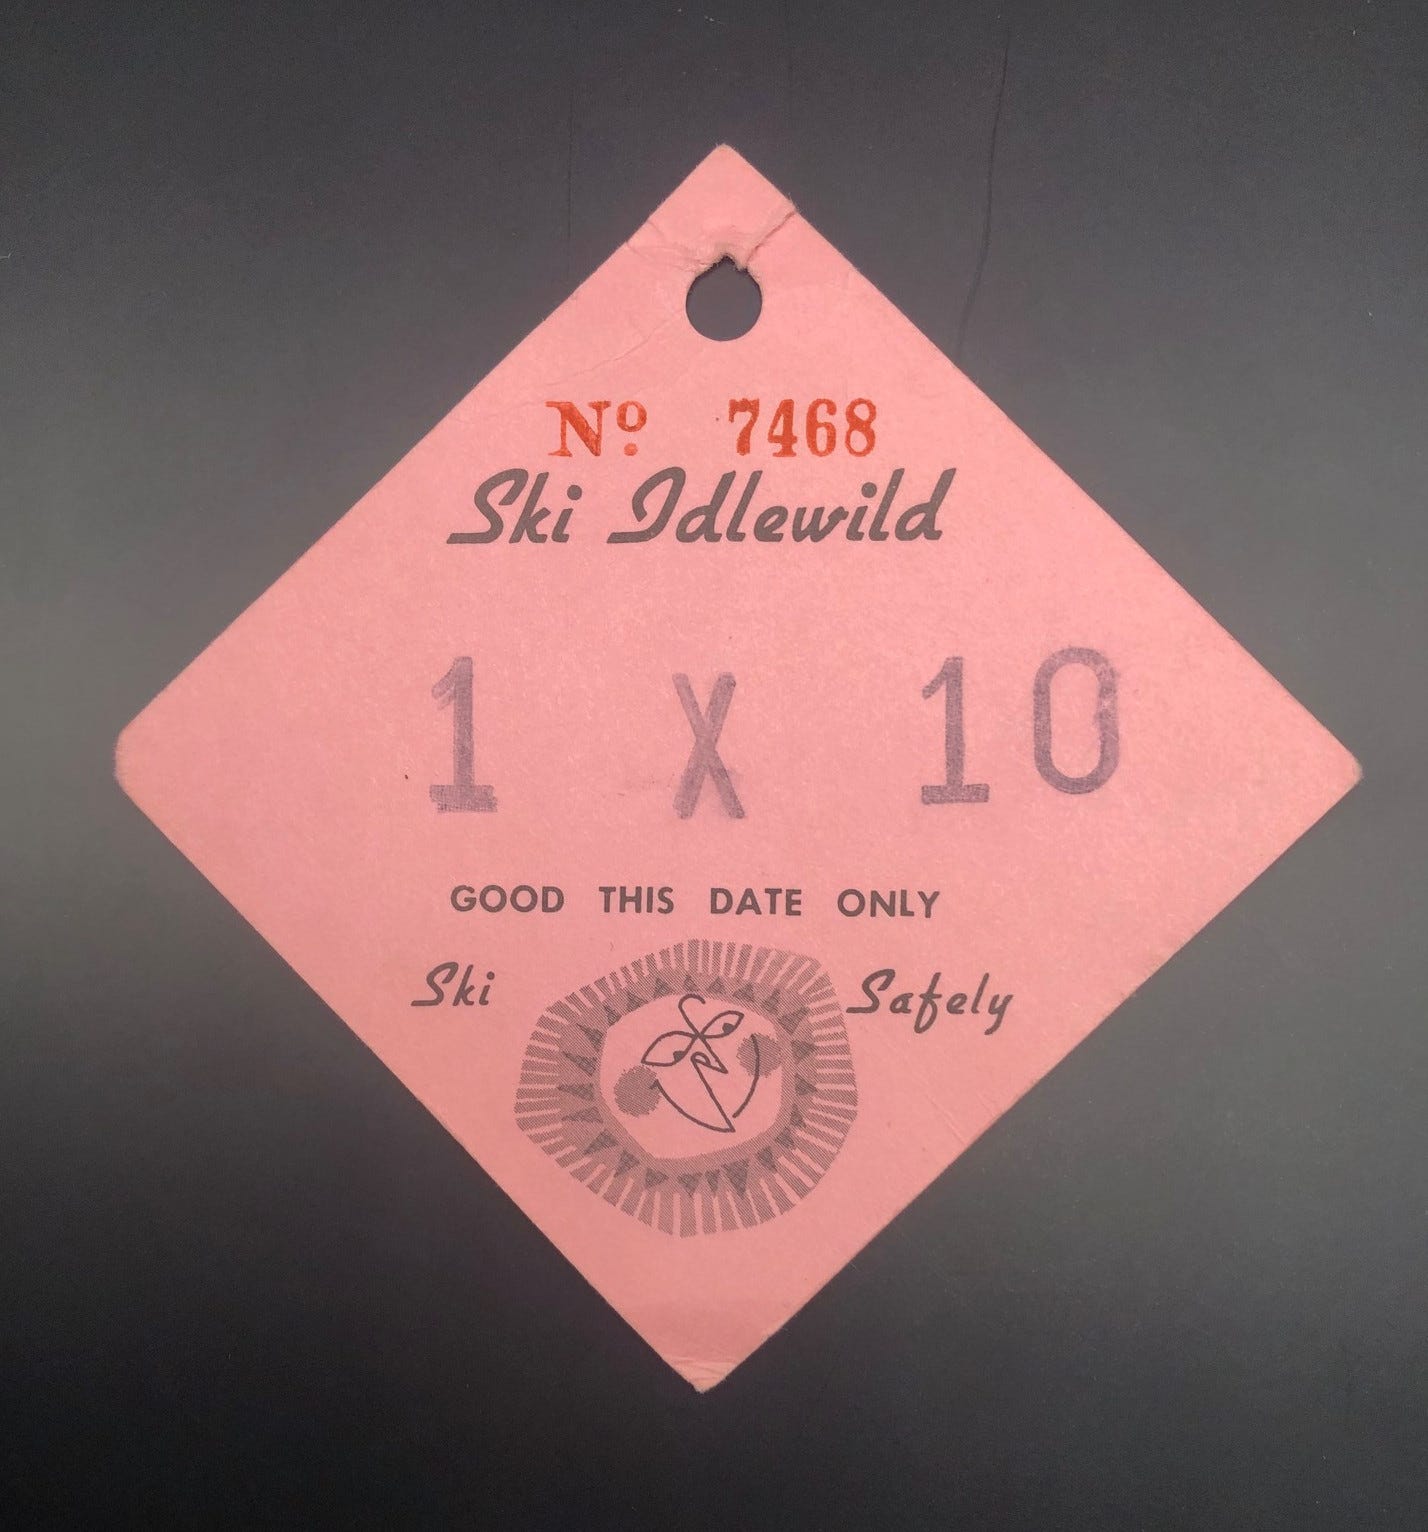 Nº 7468
Ski Idlewild
1 X 10
GOOD THIS DATE ONLY
Ski Safely